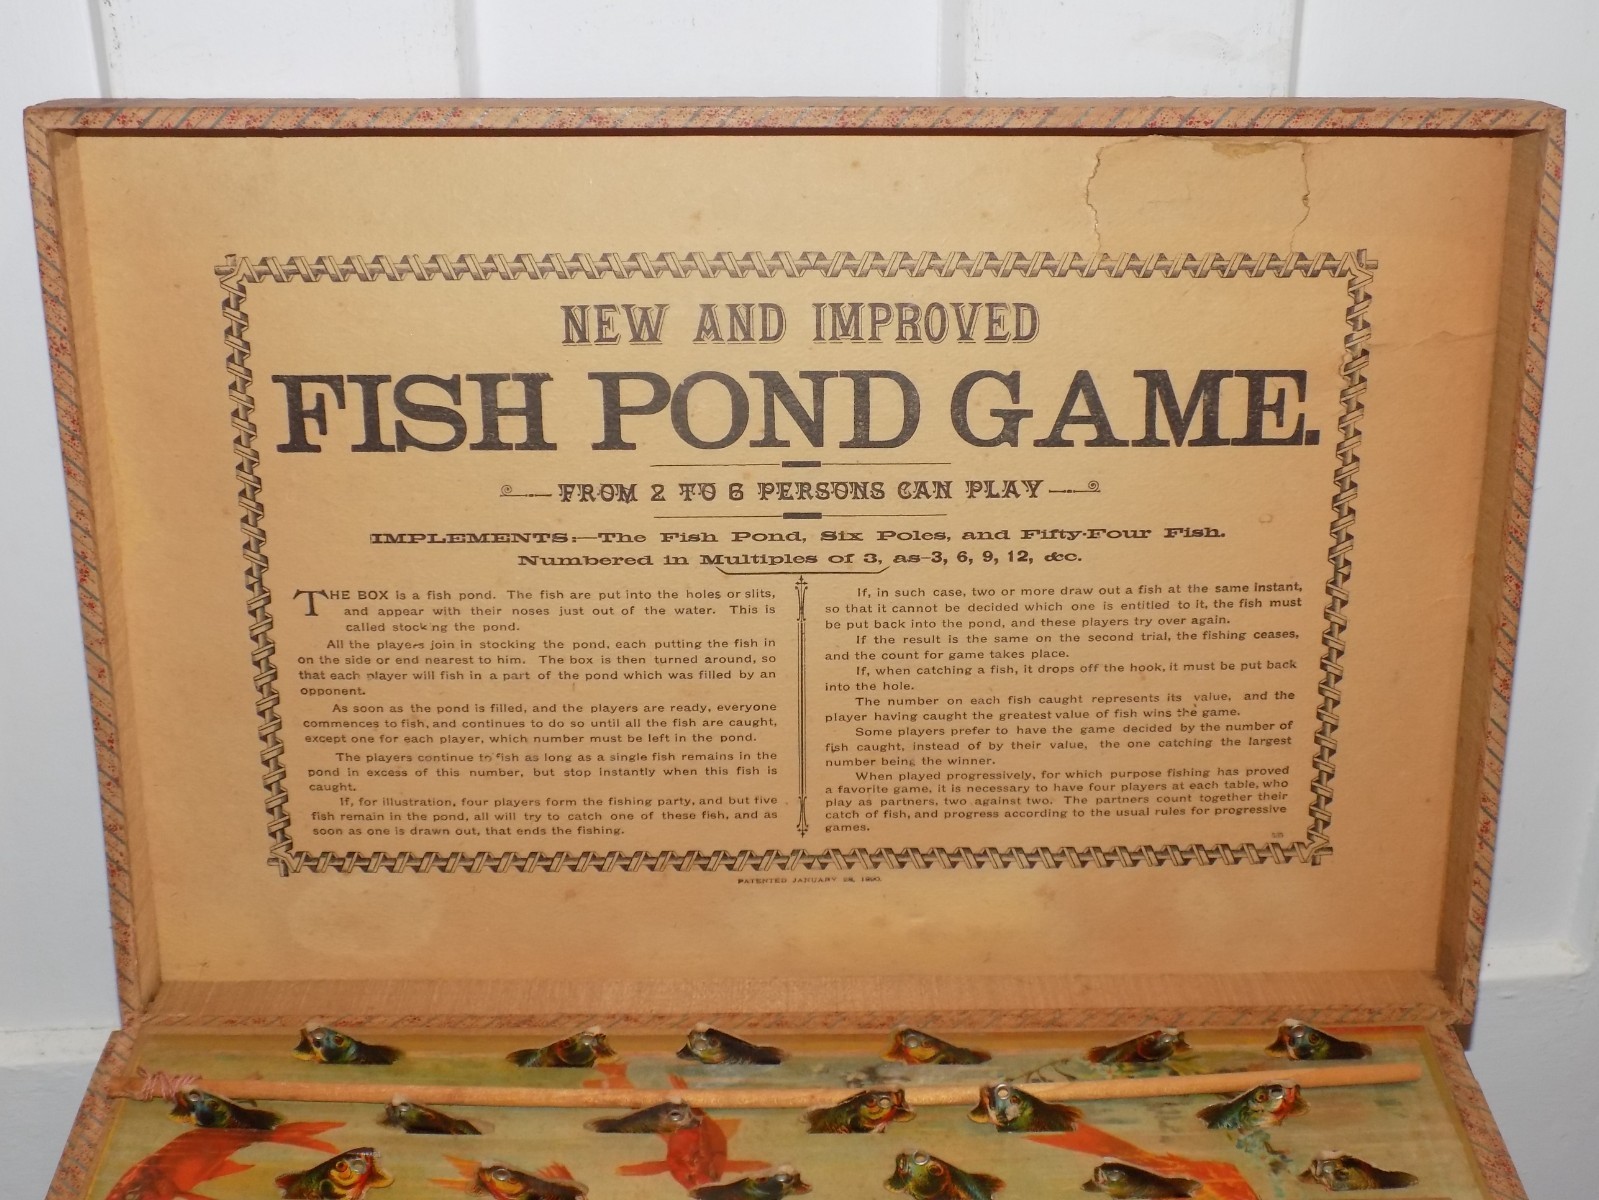 NEW AND IMPROVED
FISH POND GAME.
FROM 2 TO 6 PERSONS CAN PLAY
IMPLEMENTS:—The Fish Pond, Six Poles, and Fifty-Four Fish.
Numbered in Multiples of 3, as—3, 6, 9, 12, &c.
THE BOX is a fish pond. The fish are put into the holes or slits,
and appear with their noses just out of the water. This is
called stock ng the pond.
All the players join in stocking the pond, each putting the fish in
on the side or end nearest to him. The box is then turned around, so
that each player will fish in a part of the pond which was filled by an
opponent.
As soon as the pond is filled, and the players are ready, everyone
commences to fish, and continues to do so until all the fish are caught,
except one for each player, which number must be left in the pond.
The players continue to fish as long as a single fish remains in the
pond in excess of this number, but stop instantly when this fish is
caught.
If, for illustration, four players form the fishing party, and but five
fish remain in the pond, all will try to catch one of these fish, and as
soon as one is drawn out, that ends the fishing.
If, in such case, two or more draw out a fish at the same instant,
so that it cannot be decided which one is entitled to it, the fish must
be put back into the pond, and these players try over again.
If the result is the same on the second trial, the fishing ceases,
and the count for game takes place.
If, when catching a fish, it drops off the hook, it must be put back
into the hole.
The number on each fish caught represents its value, and the
player having caught the greatest value of fish wins the game.
Some players prefer to have the game decided by the number of
fish caught, instead of by their value, the one catching the largest
number being the winner.
When played progressively, for which purpose fishing has proved
a favorite game, it is necessary to have four players at each table, who
play as partners, two against two. The partners count together their
catch of fish, and progress according to the usual rules for progressive
games.
PATENTED JANUARY 28, 1890.